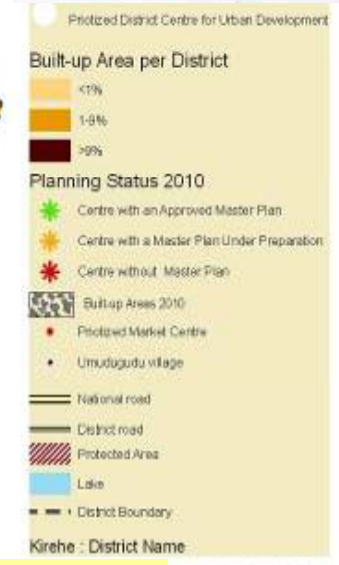 Priotized District Centre for Urban Development
Built-up Area per District
<1%
1-9%
>9%
Planning Status 2010
Centre with an Approved Master Plan
Centre with a Master Plan Under Preparation
Centre without Master Plan
Built-up Areas 2010
Priotized Market Centre
Umudugudu village
National road
District road
Protected Area
Lake
District Boundary
Kirehe : District Name